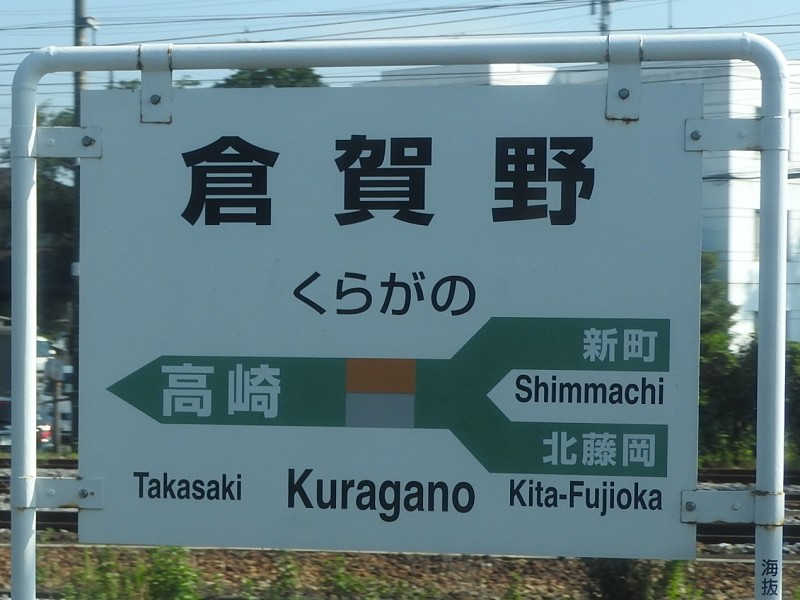 倉賀野
くらがの
高崎
新町
Shimmachi
北藤岡
Takasaki
Kuragano
Kita-Fujioka
海抜